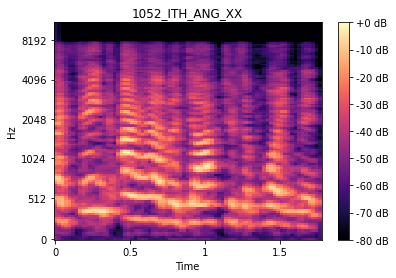 1052_ITH_ANG_XX
8192
4096
2048
1024
512
0
Hz
0
0.5
1
1.5
Time
+0 dB
-10 dB
-20 dB
-30 dB
-40 dB
-50 dB
-60 dB
-70 dB
-80 dB